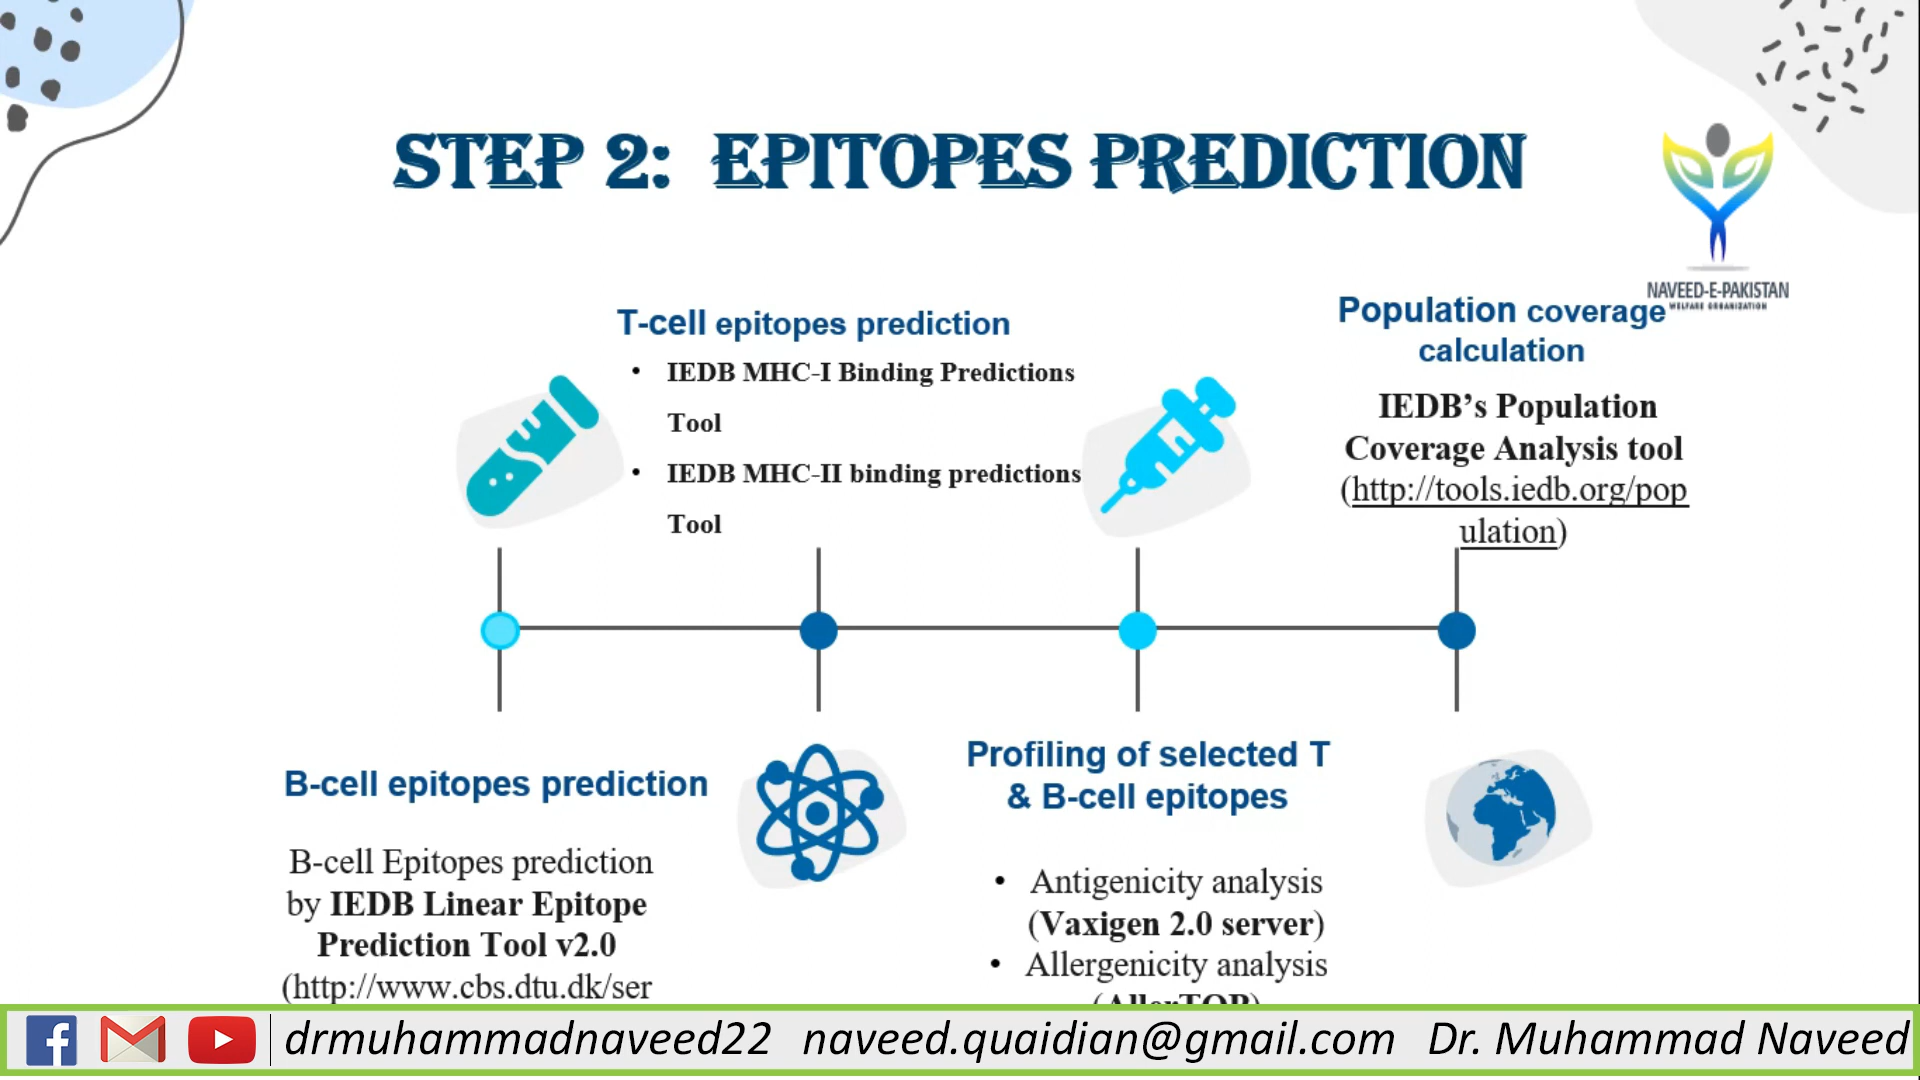 STEP 2: EPITOPES PREDICTION
NAVEED-E-PAKISTAN
WELFARE ORGANIZATION
T-cell epitopes prediction
• IEDB MHC-I Binding Predictions
Tool
• IEDB MHC-II binding predictions
Tool
Population coverage
calculation
IEDB’s Population
Coverage Analysis tool
(http://tools.iedb.org/pop
ulation)
B-cell epitopes prediction
B-cell Epitopes prediction
by IEDB Linear Epitope
Prediction Tool v2.0
(http://www.cbs.dtu.dk/ser
Profiling of selected T
& B-cell epitopes
• Antigenicity analysis
(Vaxigen 2.0 server)
• Allergenicity analysis
(AllerTOP)
drmuhammadnaveed22 naveed.quaidian@gmail.com Dr. Muhammad Naveed